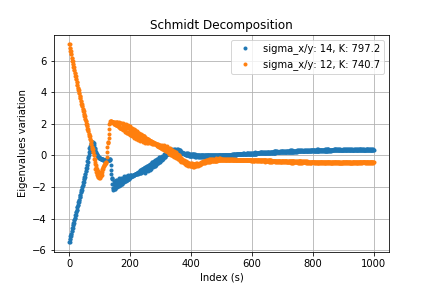 Schmidt Decomposition
sigma_x/y: 14, K: 797.2
sigma_x/y: 12, K: 740.7
Eigenvalues variation
6
4
2
0
−2
−4
−6
0 200 400 600 800 1000
Index (s)